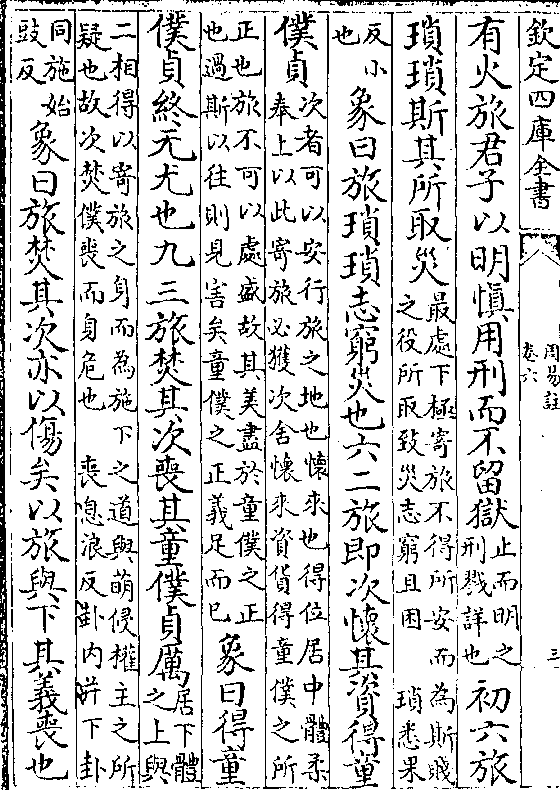 欽定四庫全書
周易註
卷六
三
有火旅君子以明慎用刑而不留獄止而明之
刑戮詳也初六旅
瑣瑣斯其所取災最處下極寄旅不得所安而為斯賤
之役所取致災志窮且困　瑣悉果
反小
也象曰旅瑣瑣志窮災也六二旅即次懷其資得童
僕貞次者可以安行旅之地也懷來也得位居中體柔
奉上以此寄旅必獲次舍懷來資貨得童僕之所
正也旅不可以處盛故其美盡於童僕之正
也過斯以往則見害矣童僕之正義足而已象曰得童
僕貞終无尤也九三旅焚其次喪其童僕貞厲居下體
之上與
二相得以寄旅之身而為施下之道與萌侵權主之所
疑也故次焚僕喪而身危也　喪息浪反卦内并下卦
同施始
豉反象曰旅焚其次亦以傷矣以旅與下其義喪也